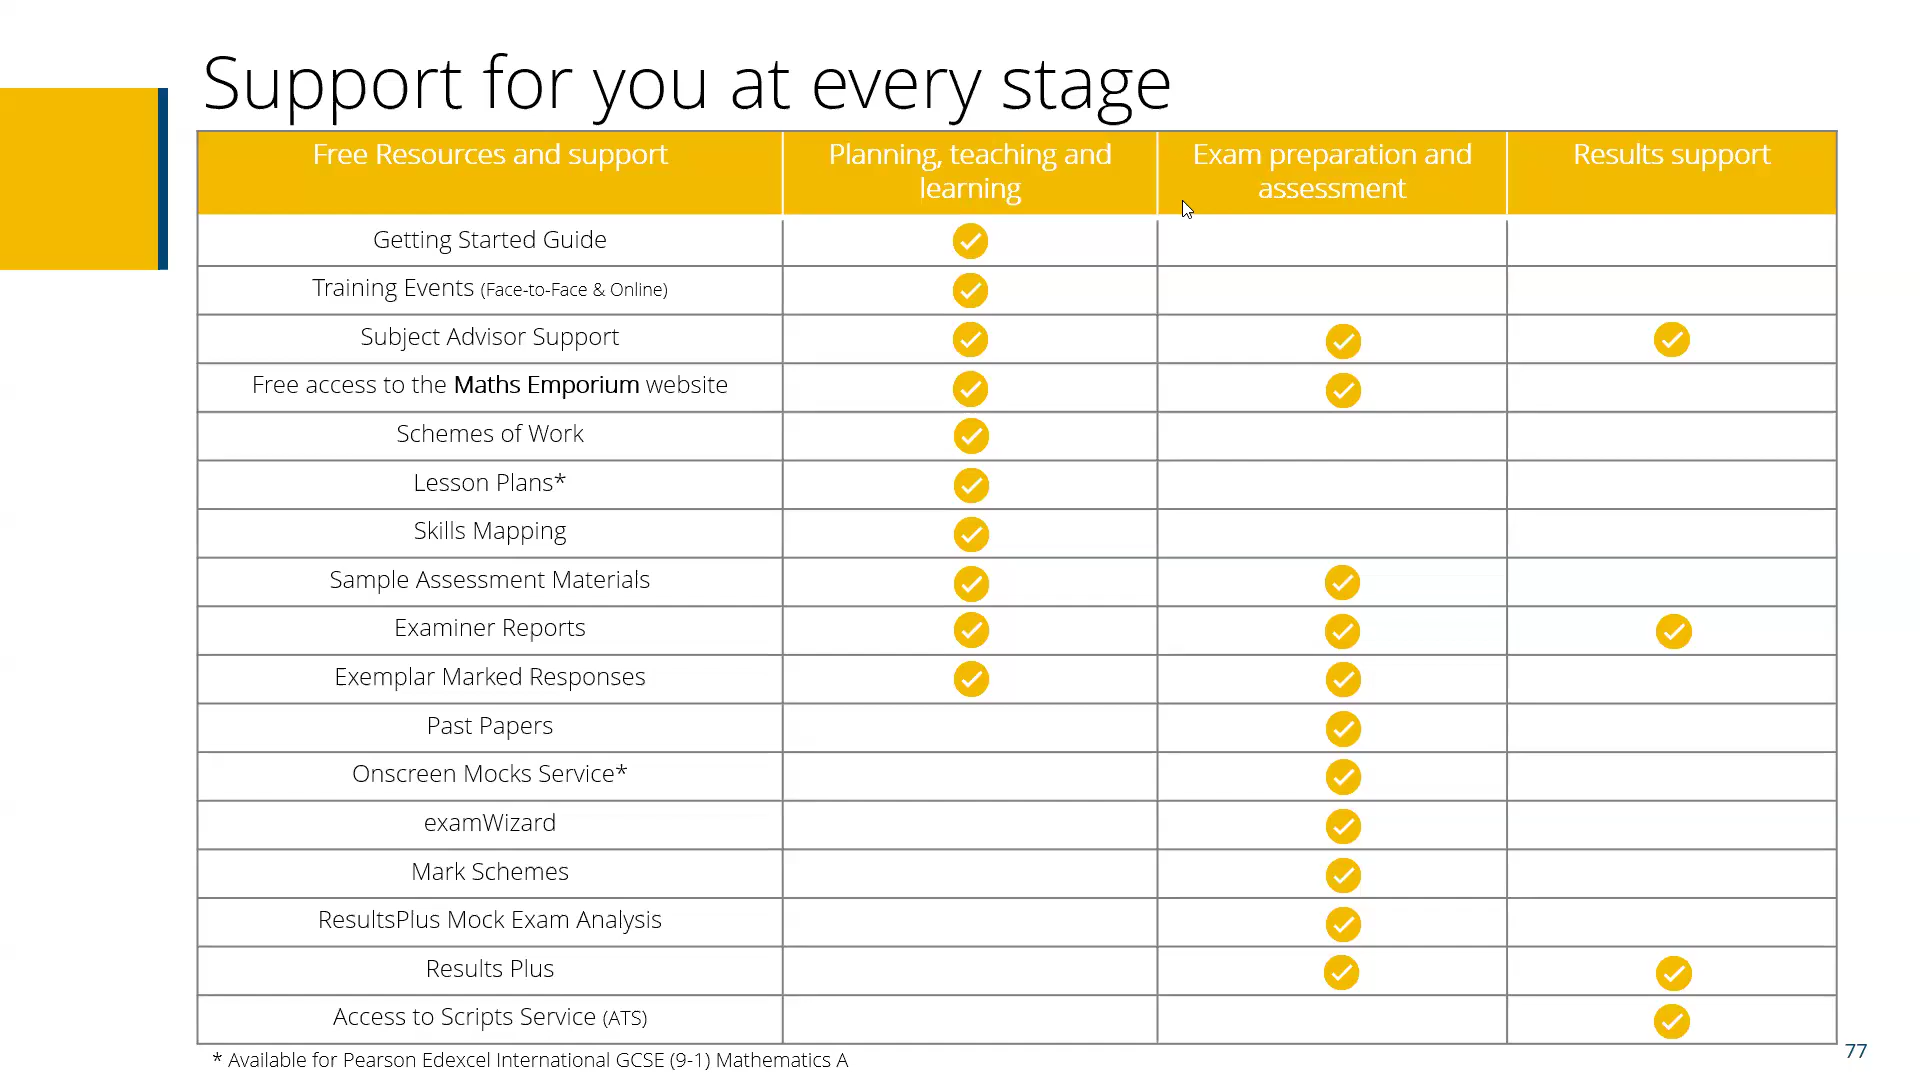 Support for you at every stage
Free Resources and support
Planning, teaching and
learning
Exam preparation and
assessment
Results support
Getting Started Guide
Training Events (Face-to-Face & Online)
Subject Advisor Support
Free access to the Maths Emporium website
Schemes of Work
Lesson Plans*
Skills Mapping
Sample Assessment Materials
Examiner Reports
Exemplar Marked Responses
Past Papers
Onscreen Mocks Service*
examWizard
Mark Schemes
ResultsPlus Mock Exam Analysis
Results Plus
Access to Scripts Service (ATS)
* Available for Pearson Edexcel International GCSE (9-1) Mathematics A
77